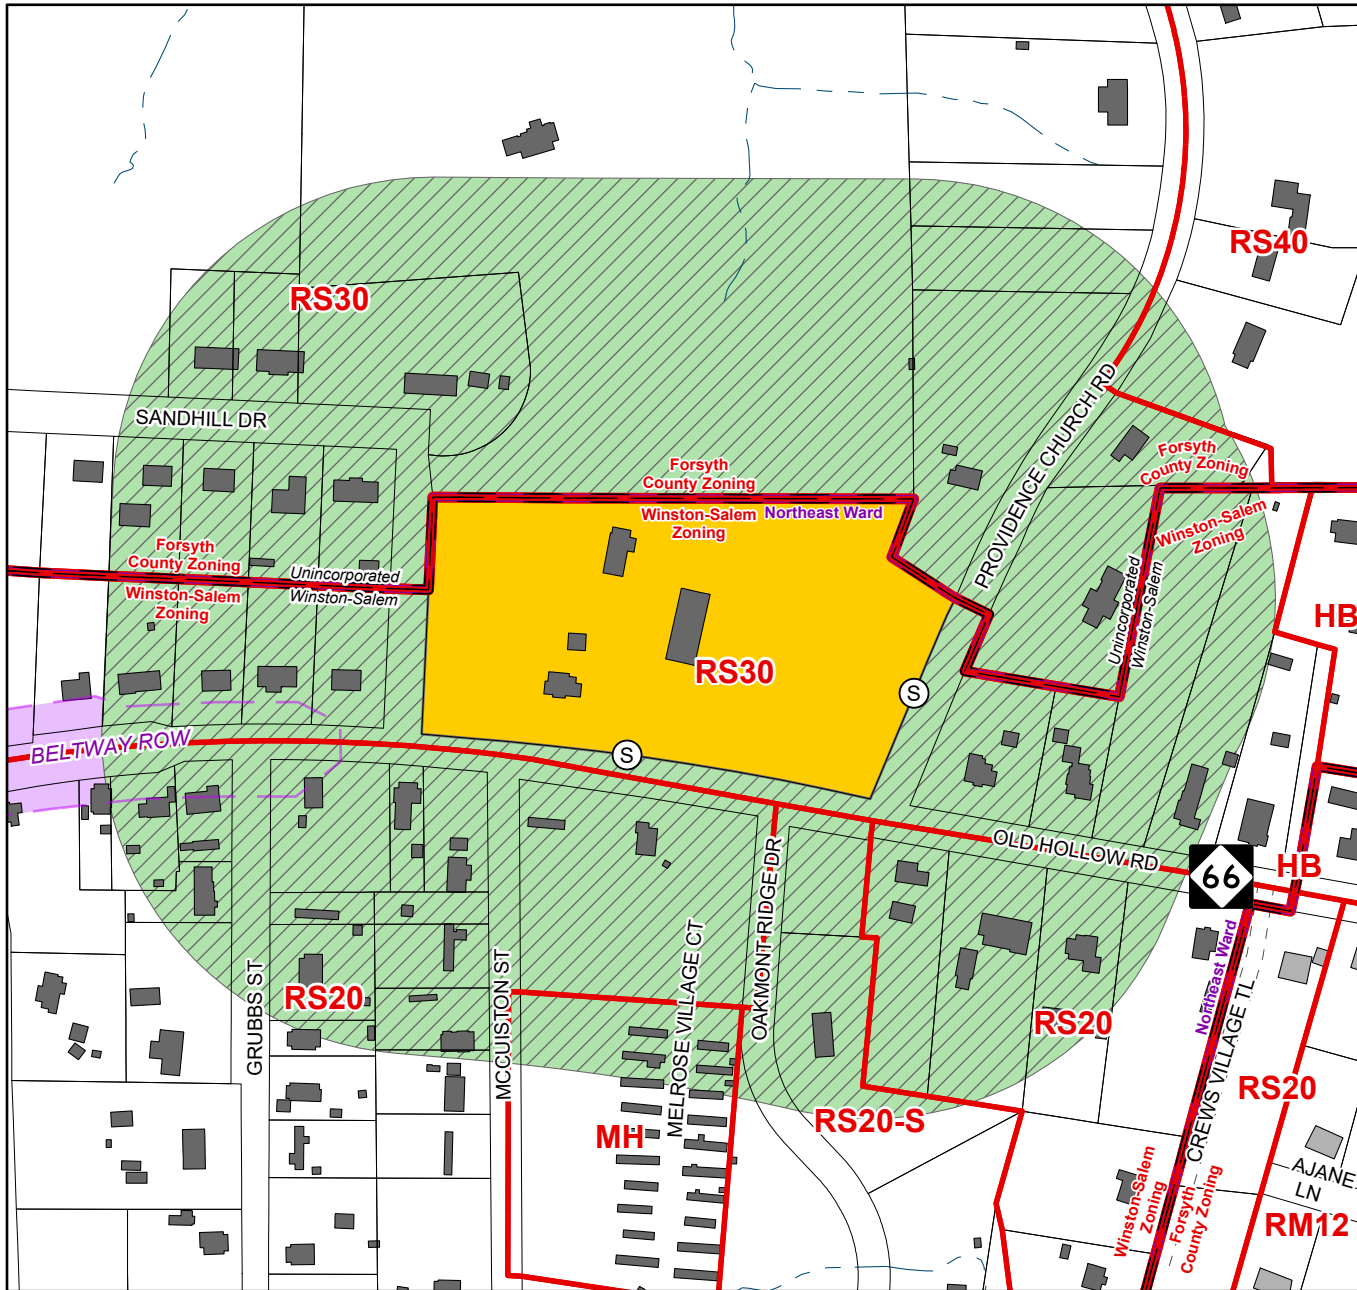 RS40
RS30
SANDHILL DR
PROVIDENCE CHURCH RD
Forsyth
County Zoning
Forsyth
County Zoning
Winston-Salem
Zoning
Northeast Ward
Winston-Salem
Zoning
Forsyth
County Zoning
Unincorporated
Winston-Salem
Winston-Salem
Zoning
Unincorporated
Winston-Salem
HB
RS30
S
S
BELTWAY ROW
OLD HOLLOW RD
66
HB
GRUBBS ST
MCCUISTON ST
MELROSE VILLAGE CT
OAKMONT RIDGE DR
Northeast Ward
CREWS VILLAGE TL
RS20
RS20
RS20
RS20-S
MH
AJANE
LN
Winston-Salem
Zoning
Forsyth
County Zoning
RM12